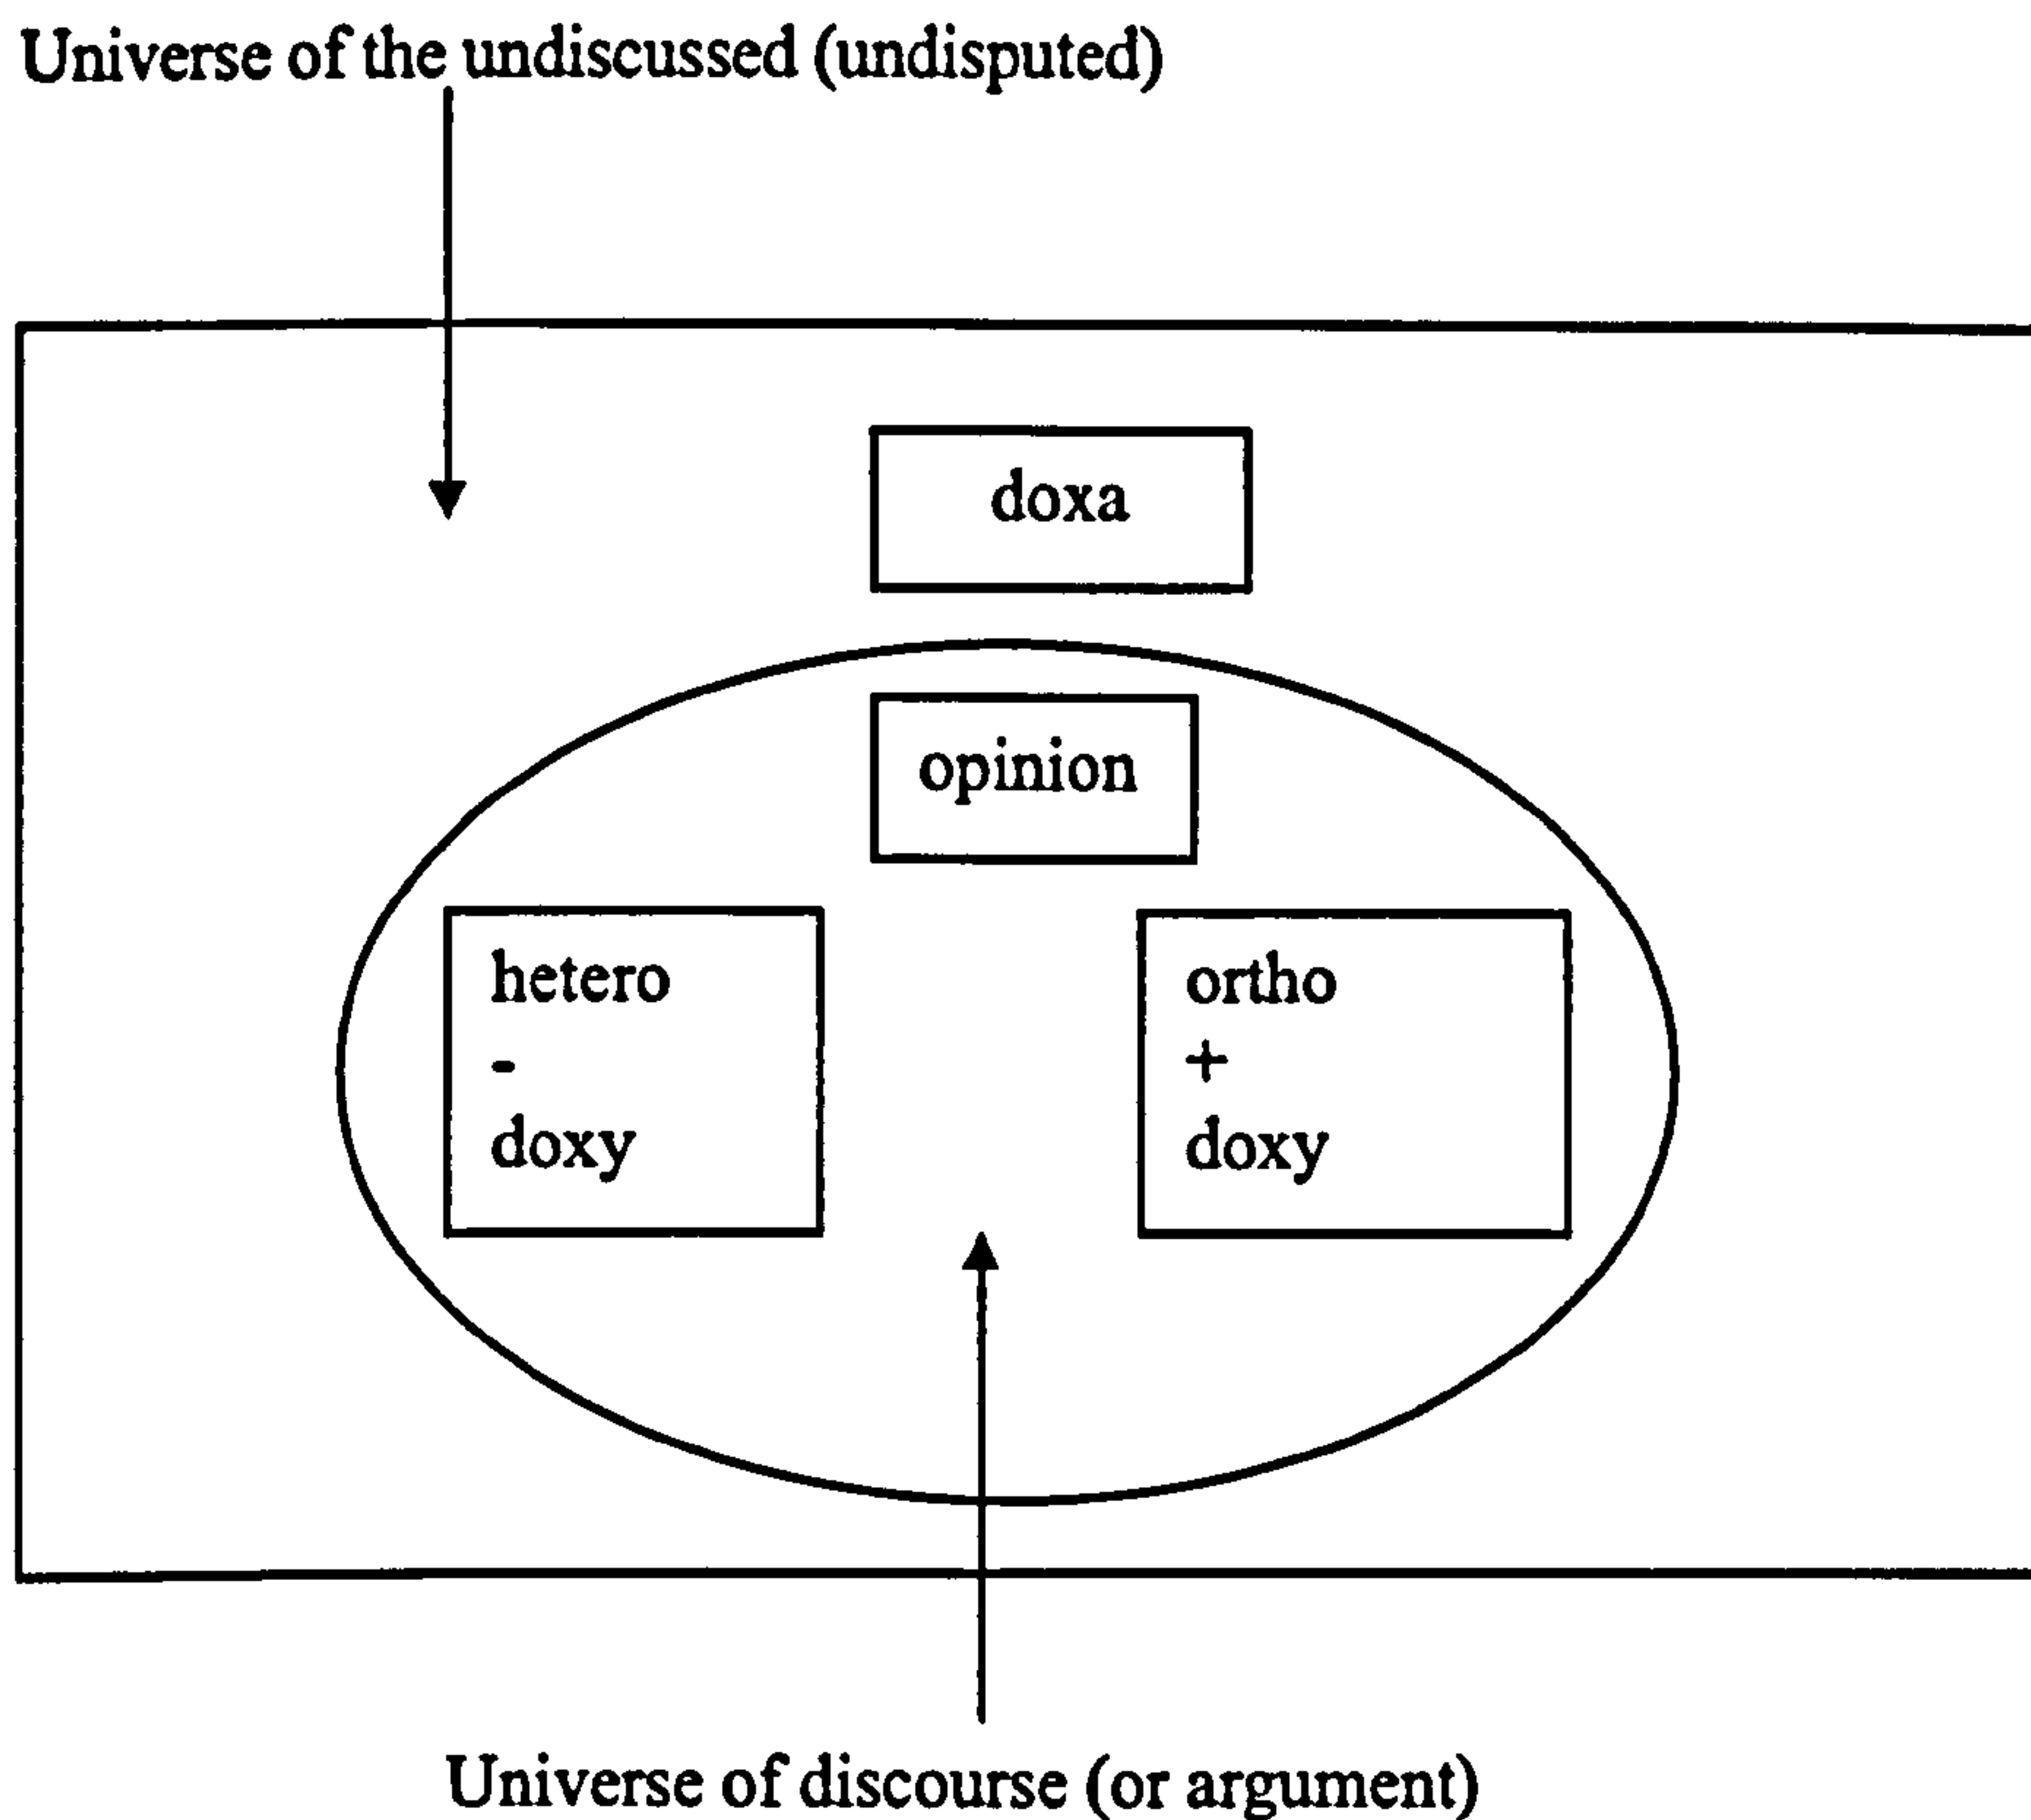 Universe of the undiscussed (undisputed)
doxa
opinion
hetero
-
doxy
ortho
+
doxy
Universe of discourse (or argument)